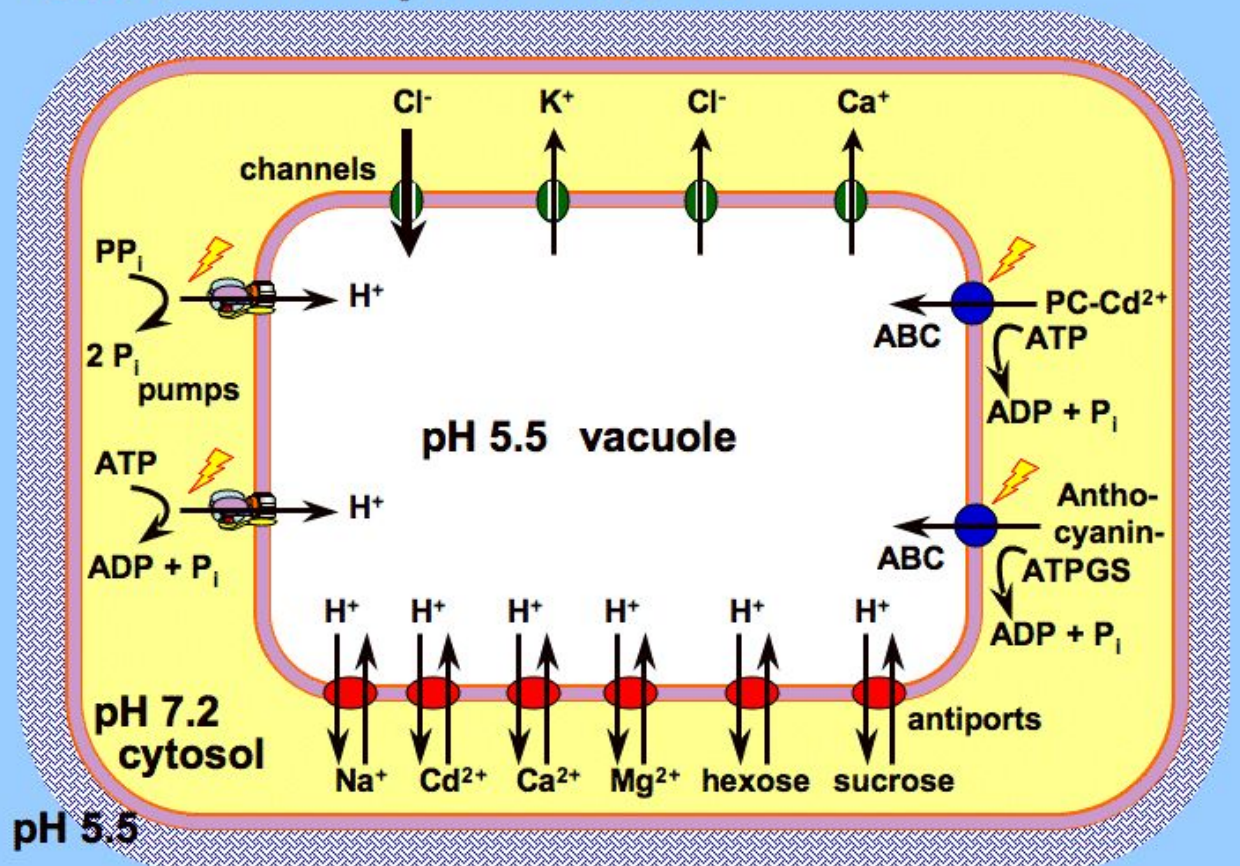 Cl⁻ K⁺ Cl⁻ Ca⁺
channels
PPᵢ
H⁺
2 Pᵢ
pumps
PC-Cd²⁺
ABC
ATP
ADP + Pᵢ
pH 5.5 vacuole
ATP
H⁺
ADP + Pᵢ
Antho-
cyanin-
ABC
ATPGS
ADP + Pᵢ
H⁺ H⁺ H⁺ H⁺ H⁺ H⁺
antiports
pH 7.2
cytosol
Na⁺ Cd²⁺ Ca²⁺ Mg²⁺ hexose sucrose
pH 5.5